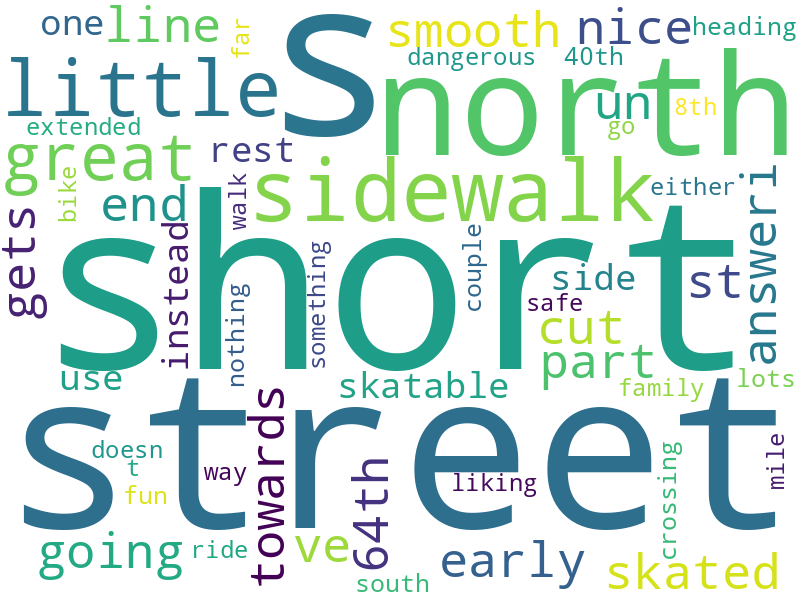 one
line
S
smooth
nice
heading
far
little
north
dangerous
40th
un
8th
extended
go
great
rest
sidewalk
bike
end
walk
either
gets
short
instead
couple
answeri
nothing
something
side
st
safe
cut
part
use
skatable
family
lots
street
towards
doesn
t
way
64th
liking
crossing
mile
fun
going
ride
ve
early
skated
south